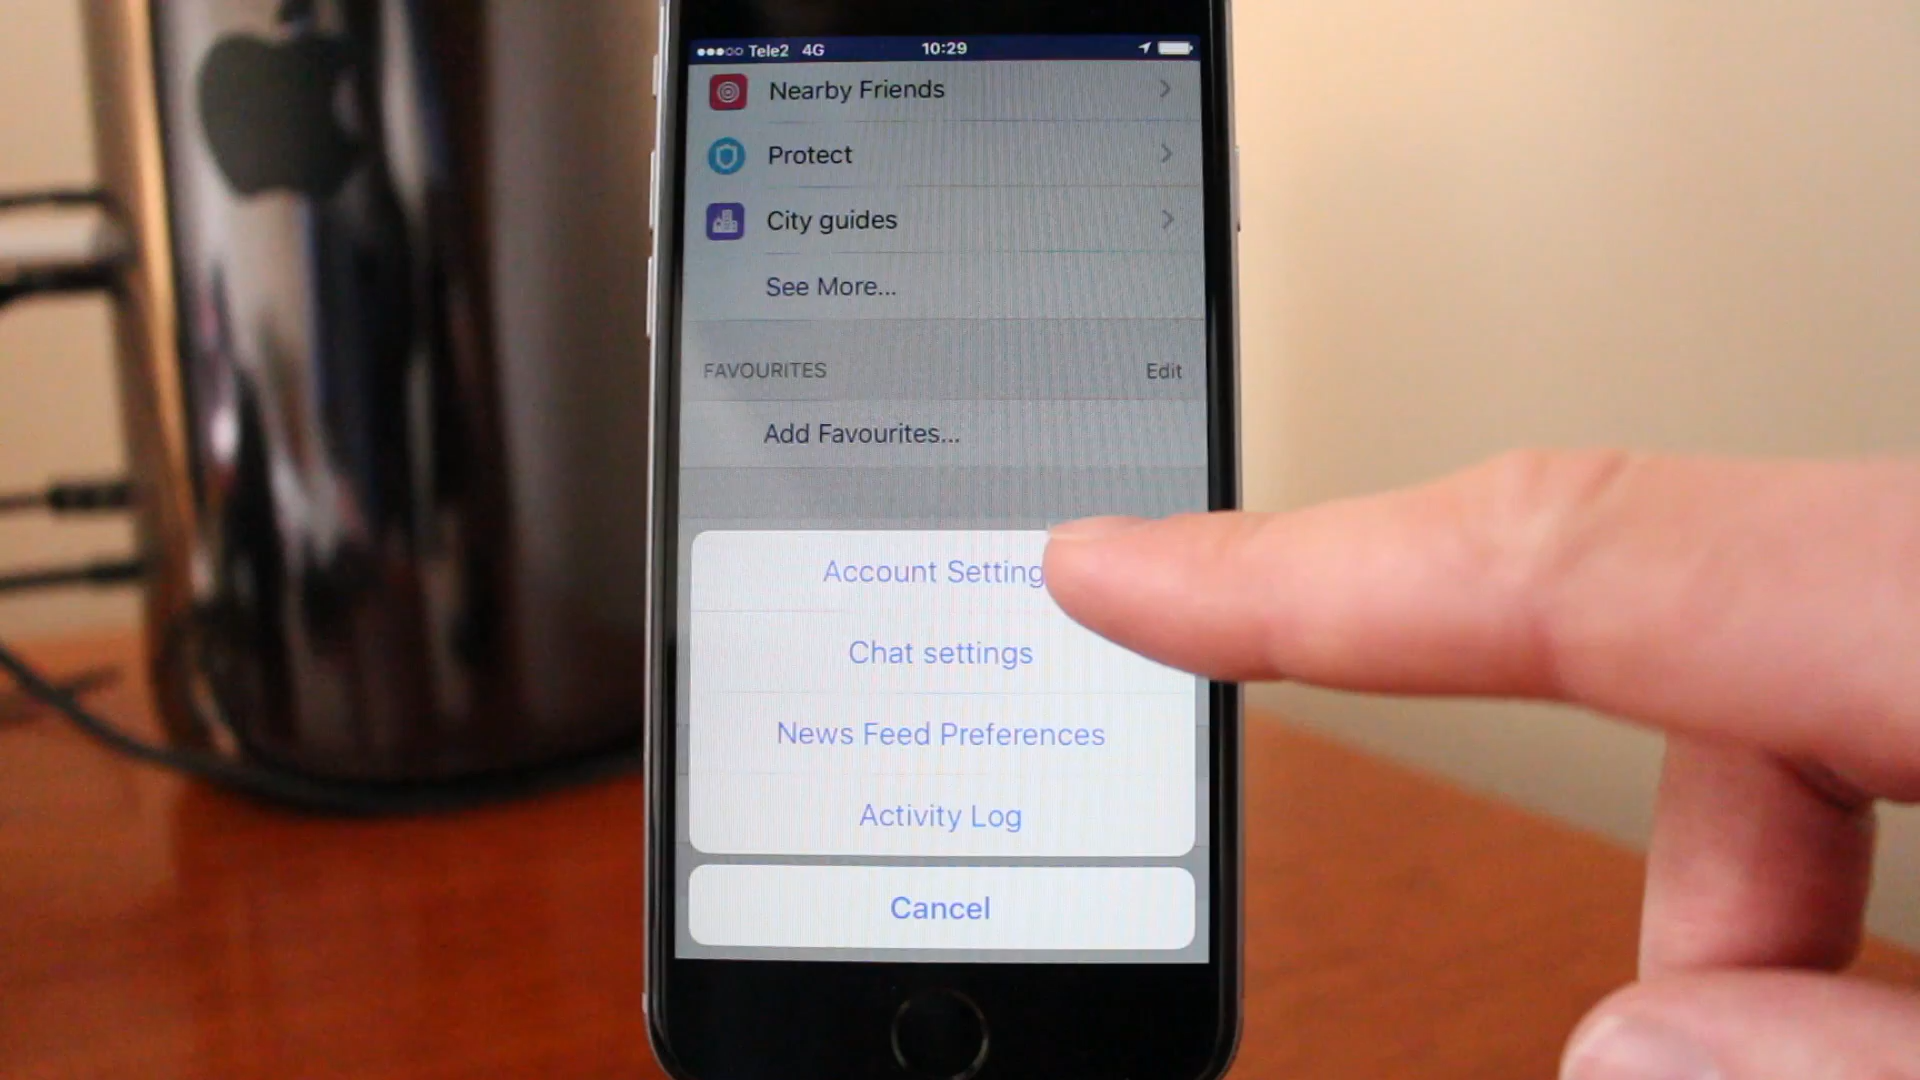 Tele2 4G 10:29
Nearby Friends
Protect
City guides
See More...
FAVOURITES Edit
Add Favourites...
Account Setting
Chat settings
News Feed Preferences
Activity Log
Cancel